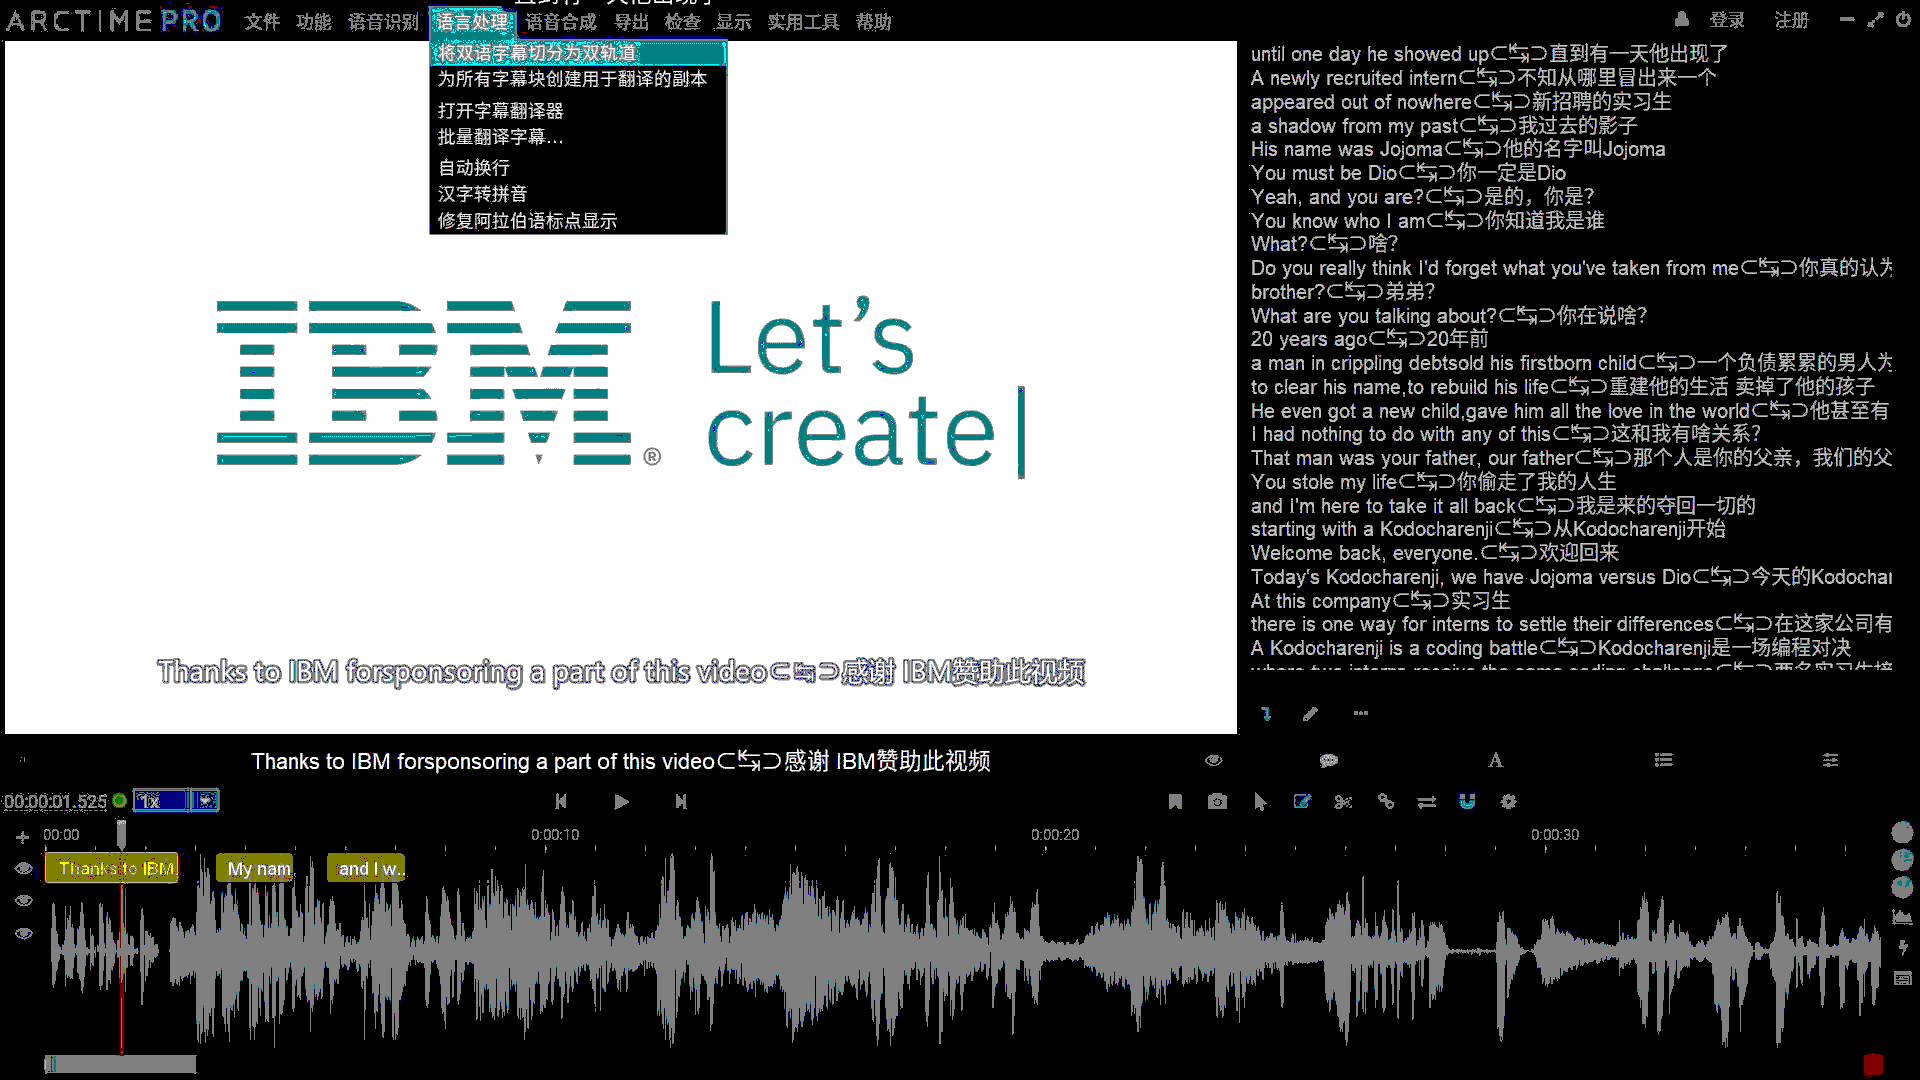 ARCTIME PRO 文件 功能 语音识别 语言处理 语音合成 导出 检查 显示 实用工具 帮助 登录 注册
将双语字幕切分为双轨道
为所有字幕块创建用于翻译的副本
打开字幕翻译器
批量翻译字幕...
自动换行
汉字转拼音
修复阿拉伯语标点显示
IBM®
Let's
create
Thanks to IBM forsponsoring a part of this video⊂↹⊃感谢 IBM赞助此视频
until one day he showed up⊂↹⊃直到有一天他出现了
A newly recruited intern⊂↹⊃不知从哪里冒出来一个
appeared out of nowhere⊂↹⊃新招聘的实习生
a shadow from my past⊂↹⊃我过去的影子
His name was Jojoma⊂↹⊃他的名字叫Jojoma
You must be Dio⊂↹⊃你一定是Dio
Yeah, and you are?⊂↹⊃是的，你是?
You know who I am⊂↹⊃你知道我是谁
What?⊂↹⊃啥?
Do you really think I'd forget what you've taken from me⊂↹⊃你真的认为
brother?⊂↹⊃弟弟?
What are you talking about?⊂↹⊃你在说啥?
20 years ago⊂↹⊃20年前
a man in crippling debtsold his firstborn child⊂↹⊃一个负债累累的男人为
to clear his name,to rebuild his life⊂↹⊃重建他的生活 卖掉了他的孩子
He even got a new child,gave him all the love in the world⊂↹⊃他甚至有
I had nothing to do with any of this⊂↹⊃这和我有啥关系?
That man was your father, our father⊂↹⊃那个人是你的父亲，我们的父
You stole my life⊂↹⊃你偷走了我的人生
and I'm here to take it all back⊂↹⊃我是来的夺回一切的
starting with a Kodocharenji⊂↹⊃从Kodocharenji开始
Welcome back, everyone.⊂↹⊃欢迎回来
Today's Kodocharenji, we have Jojoma versus Dio⊂↹⊃今天的Kodochar
At this company⊂↹⊃实习生
there is one way for interns to settle their differences⊂↹⊃在这家公司有
A Kodocharenji is a coding battle⊂↹⊃Kodocharenji是一场编程对决
Thanks to IBM forsponsoring a part of this video⊂↹⊃感谢 IBM赞助此视频
00:00:01.525 1x
00:00 0:00:10 0:00:20 0:00:30
Thanks to IBM My nam and I w..